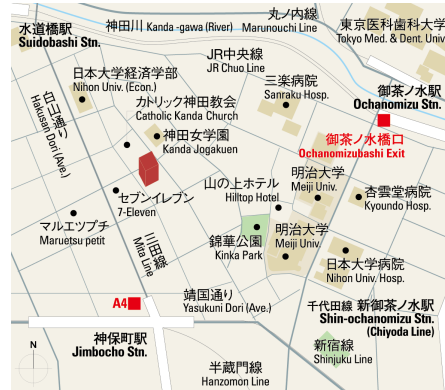 丸ノ内線
Marunouchi Line
水道橋駅
Suidobashi Stn.
神田川 Kanda -gawa (River)
東京医科歯科大学
Tokyo Med. & Dent. Univ.
JR中央線
JR Chuo Line
日本大学経済学部
Nihon Univ. (Econ.)
三楽病院
Sanraku Hosp.
御茶ノ水駅
Ochanomizu Stn.
白山通り
Hakusan Dori (Ave.)
カトリック神田教会
Catholic Kanda Church
神田女学園
Kanda Jogakuen
御茶ノ水橋口
Ochanomizubashi Exit
セブンイレブン
7-Eleven
山の上ホテル
Hilltop Hotel
明治大学
Meiji Univ.
杏雲堂病院
Kyoundo Hosp.
マルエツプチ
Maruetsu petit
三田線
Mita Line
錦華公園
Kinka Park
明治大学
Meiji Univ.
日本大学病院
Nihon Univ. Hosp.
A4
靖国通り
Yasukuni Dori (Ave.)
千代田線 新御茶ノ水駅
Shin-ochanomizu Stn.
(Chiyoda Line)
神保町駅
Jimbocho Stn.
新宿線
Shinjuku Line
N
半蔵門線
Hanzomon Line